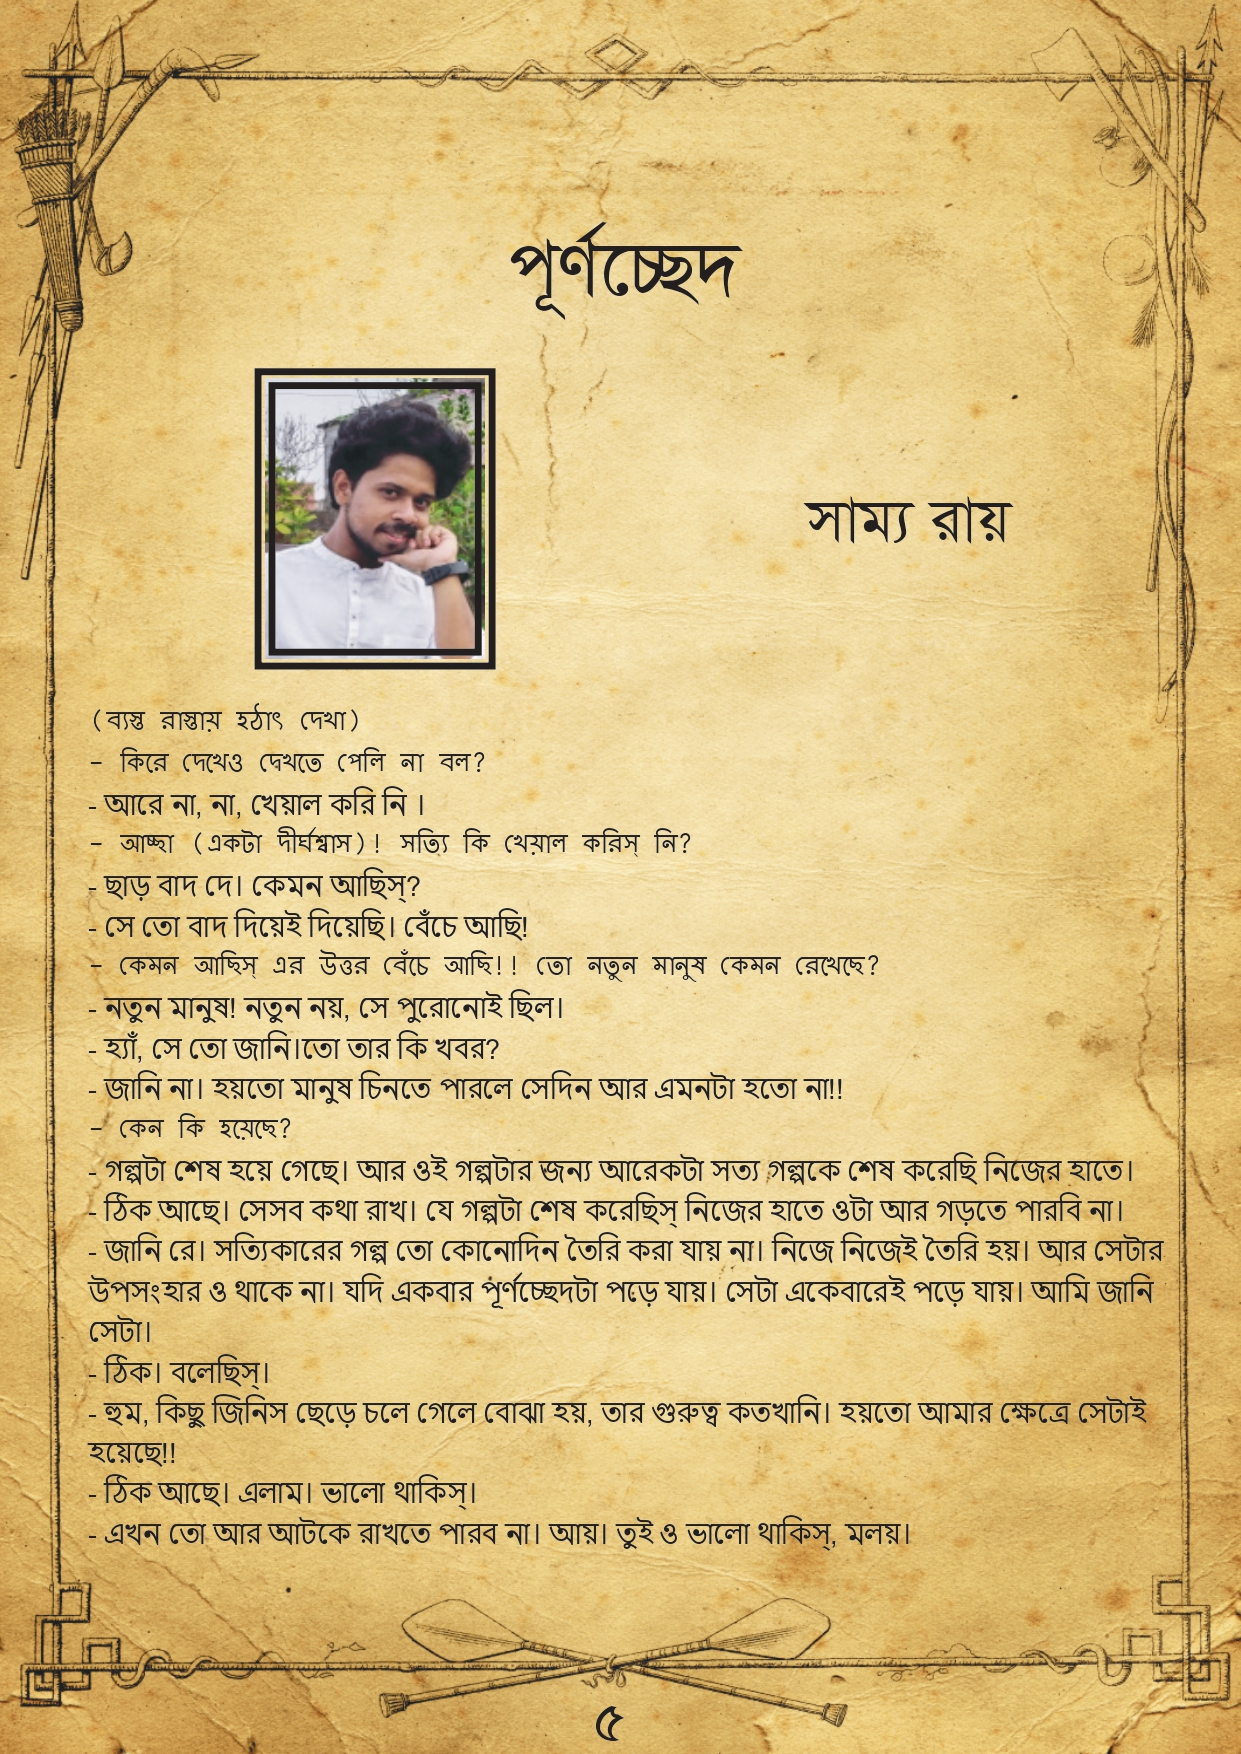 পূর্ণচ্ছেদ
সাম্য রায়
(ব্যস্ত রাস্তায় হঠাৎ দেখা)
- কিরে দেখেও দেখতে পেলি না বল?
- আরে না, না, খেয়াল করি নি ।
- আচ্ছা (একটা দীর্ঘশ্বাস)! সত্যি কি খেয়াল করিস্ নি?
- ছাড় বাদ দে। কেমন আছিস্?
- সে তো বাদ দিয়েই দিয়েছি। বেঁচে আছি!
- কেমন আছিস্ এর উত্তর বেঁচে আছি!! তো নতুন মানুষ কেমন রেখেছে?
- নতুন মানুষ! নতুন নয়, সে পুরোনোই ছিল।
- হ্যাঁ, সে তো জানি।তো তার কি খবর?
- জানি না। হয়তো মানুষ চিনতে পারলে সেদিন আর এমনটা হতো না!!
- কেন কি হয়েছে?
- গল্পটা শেষ হয়ে গেছে। আর ওই গল্পটার জন্য আরেকটা সত্য গল্পকে শেষ করেছি নিজের হাতে।
- ঠিক আছে। সেসব কথা রাখ। যে গল্পটা শেষ করেছিস্ নিজের হাতে ওটা আর গড়তে পারবি না।
- জানি রে। সত্যিকারের গল্প তো কোনোদিন তৈরি করা যায় না। নিজে নিজেই তৈরি হয়। আর সেটার
উপসংহার ও থাকে না। যদি একবার পূর্ণচ্ছেদটা পড়ে যায়। সেটা একেবারেই পড়ে যায়। আমি জানি
সেটা।
- ঠিক। বলেছিস্।
- হুম, কিছু জিনিস ছেড়ে চলে গেলে বোঝা হয়, তার গুরুত্ব কতখানি। হয়তো আমার ক্ষেত্রে সেটাই
হয়েছে!!
- ঠিক আছে। এলাম। ভালো থাকিস্।
- এখন তো আর আটকে রাখতে পারব না। আয়। তুই ও ভালো থাকিস্, মলয়।
৫